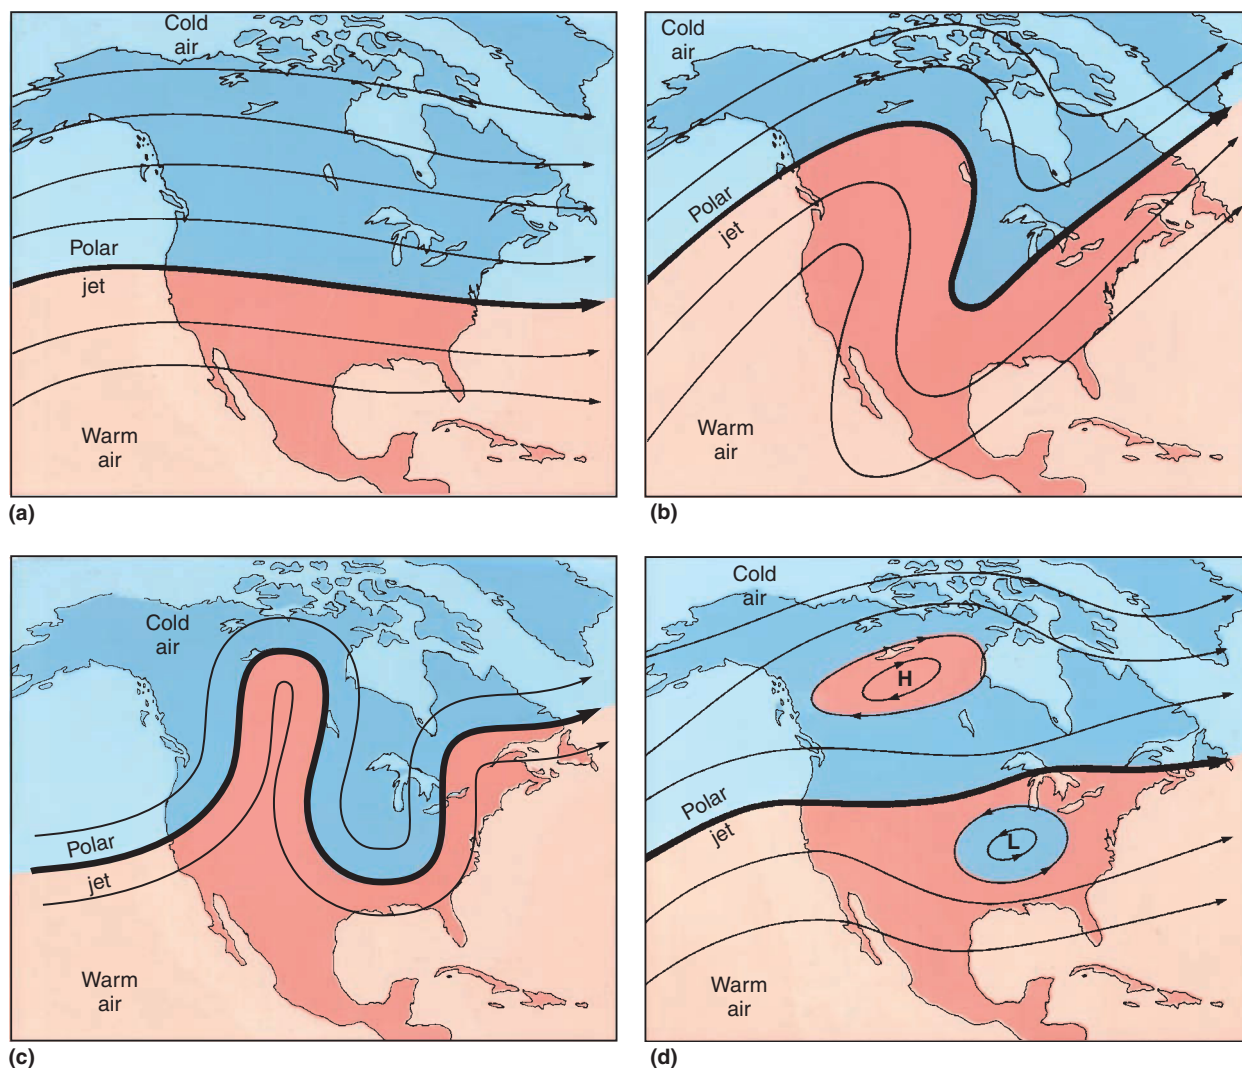 Cold
air
Polar
jet
Warm
air
(a)
Cold
air
Polar
jet
Warm
air
(b)
Cold
air
Polar
jet
Warm
air
(c)
Cold
air
H
Polar
jet
L
Warm
air
(d)